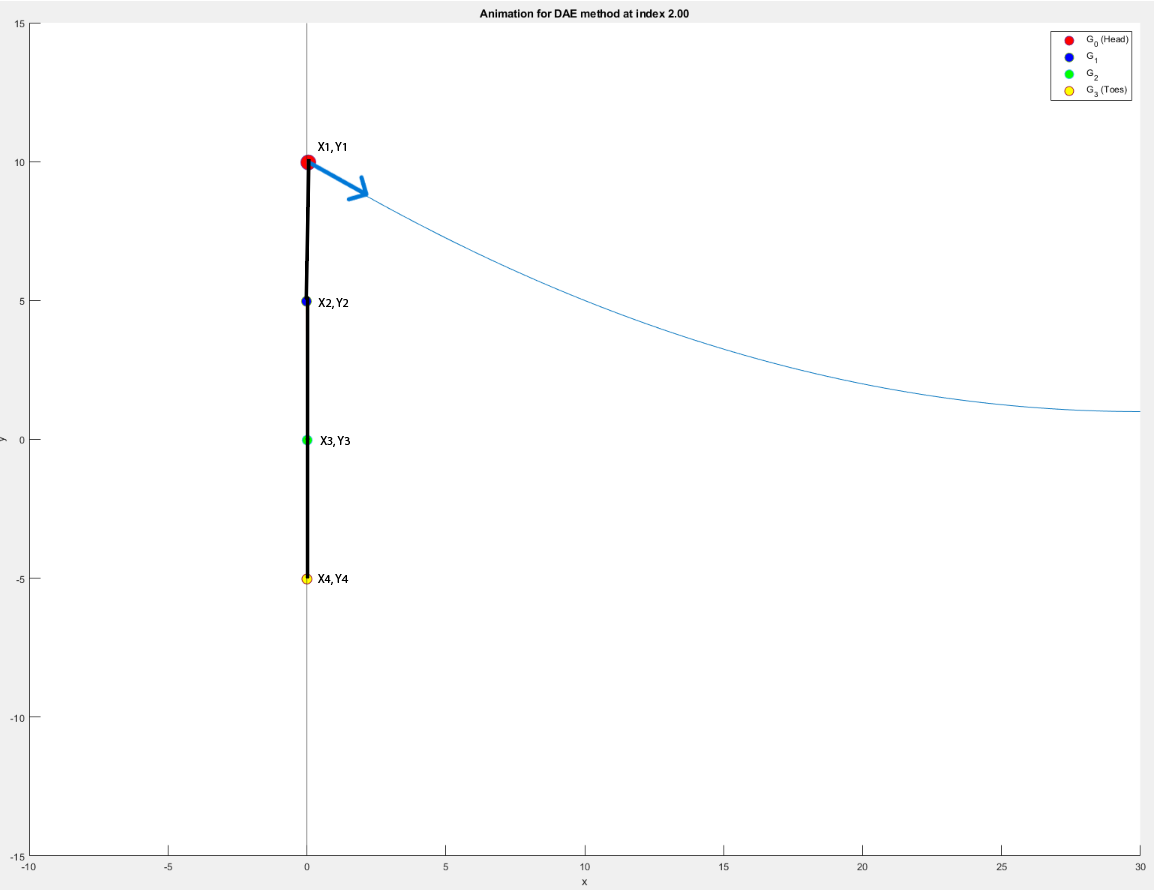 Animation for DAE method at index 2.00
G0 (Head)
G1
G2
G3 (Toes)
15
10
5
0
-5
-10
-15
y
X1,Y1
X2,Y2
X3,Y3
X4,Y4
-10 -5 0 5 10 15 20 25 30
x